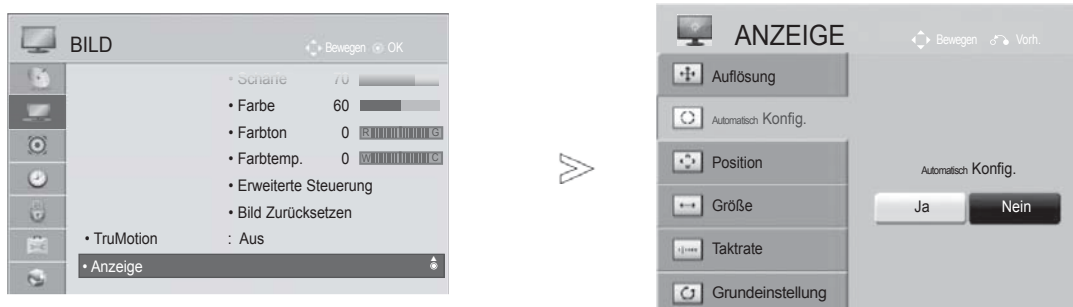 BILD
Bewegen OK
• Schärfe 70
• Farbe 60
• Farbton 0 R G
• Farbtemp. 0 W C
• Erweiterte Steuerung
• Bild Zurücksetzen
• TruMotion : Aus
• Anzeige
ANZEIGE
Bewegen Vorh.
Auflösung
Automatisch Konfig.
Position
Größe
Taktrate
Grundeinstellung
Automatisch Konfig.
Ja Nein